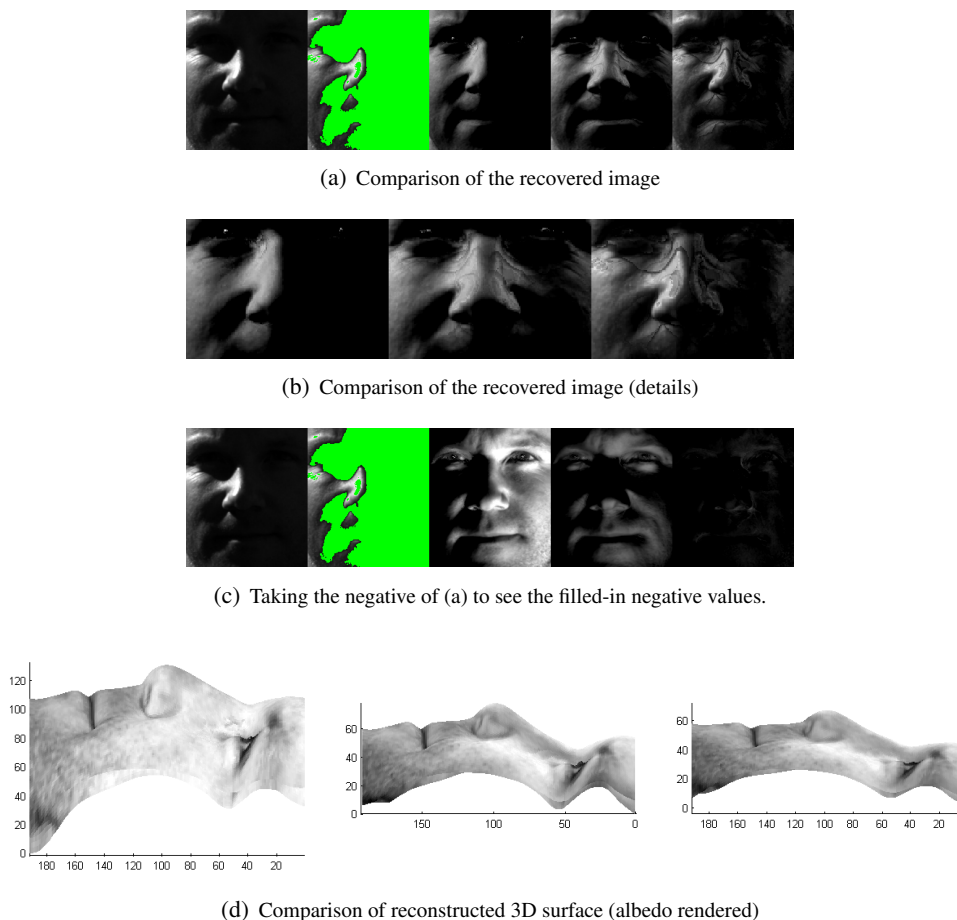 (a) Comparison of the recovered image
(b) Comparison of the recovered image (details)
(c) Taking the negative of (a) to see the filled-in negative values.
120
100
80
60
40
20
0
180 160 140 120 100 80 60 40 20
60
40
20
0
150 100 50 0
60
40
20
0
180 160 140 120 100 80 60 40 20
(d) Comparison of reconstructed 3D surface (albedo rendered)